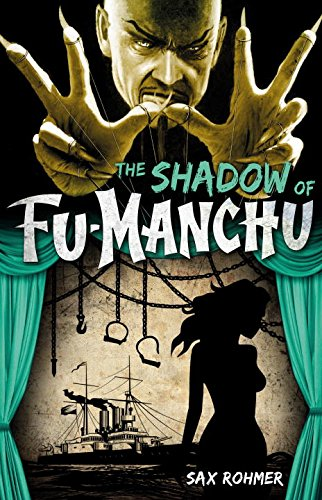 THE SHADOW OF
FU-MANCHU
SAX ROHMER